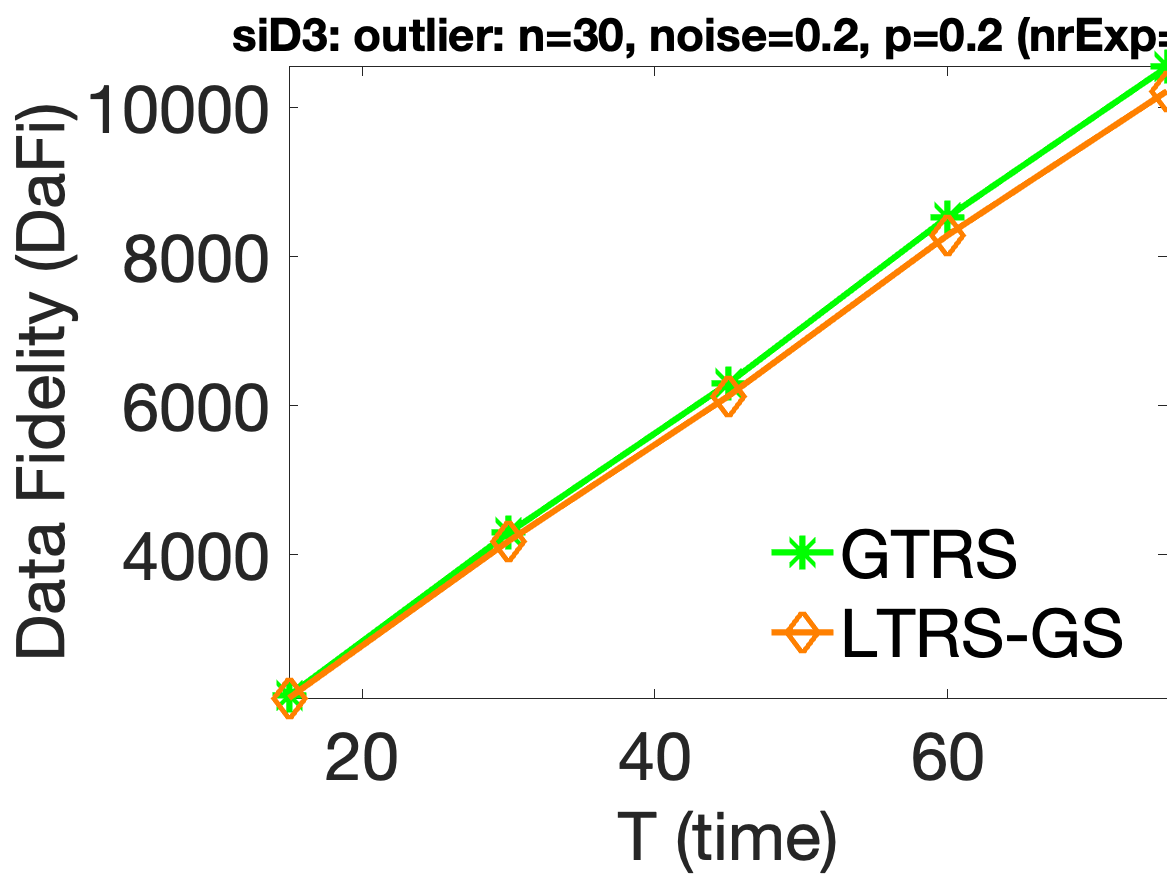 siD3: outlier: n=30, noise=0.2, p=0.2 (nrExp=
Data Fidelity (DaFi)
10000
8000
6000
4000
GTRS
LTRS-GS
20 40 60
T (time)